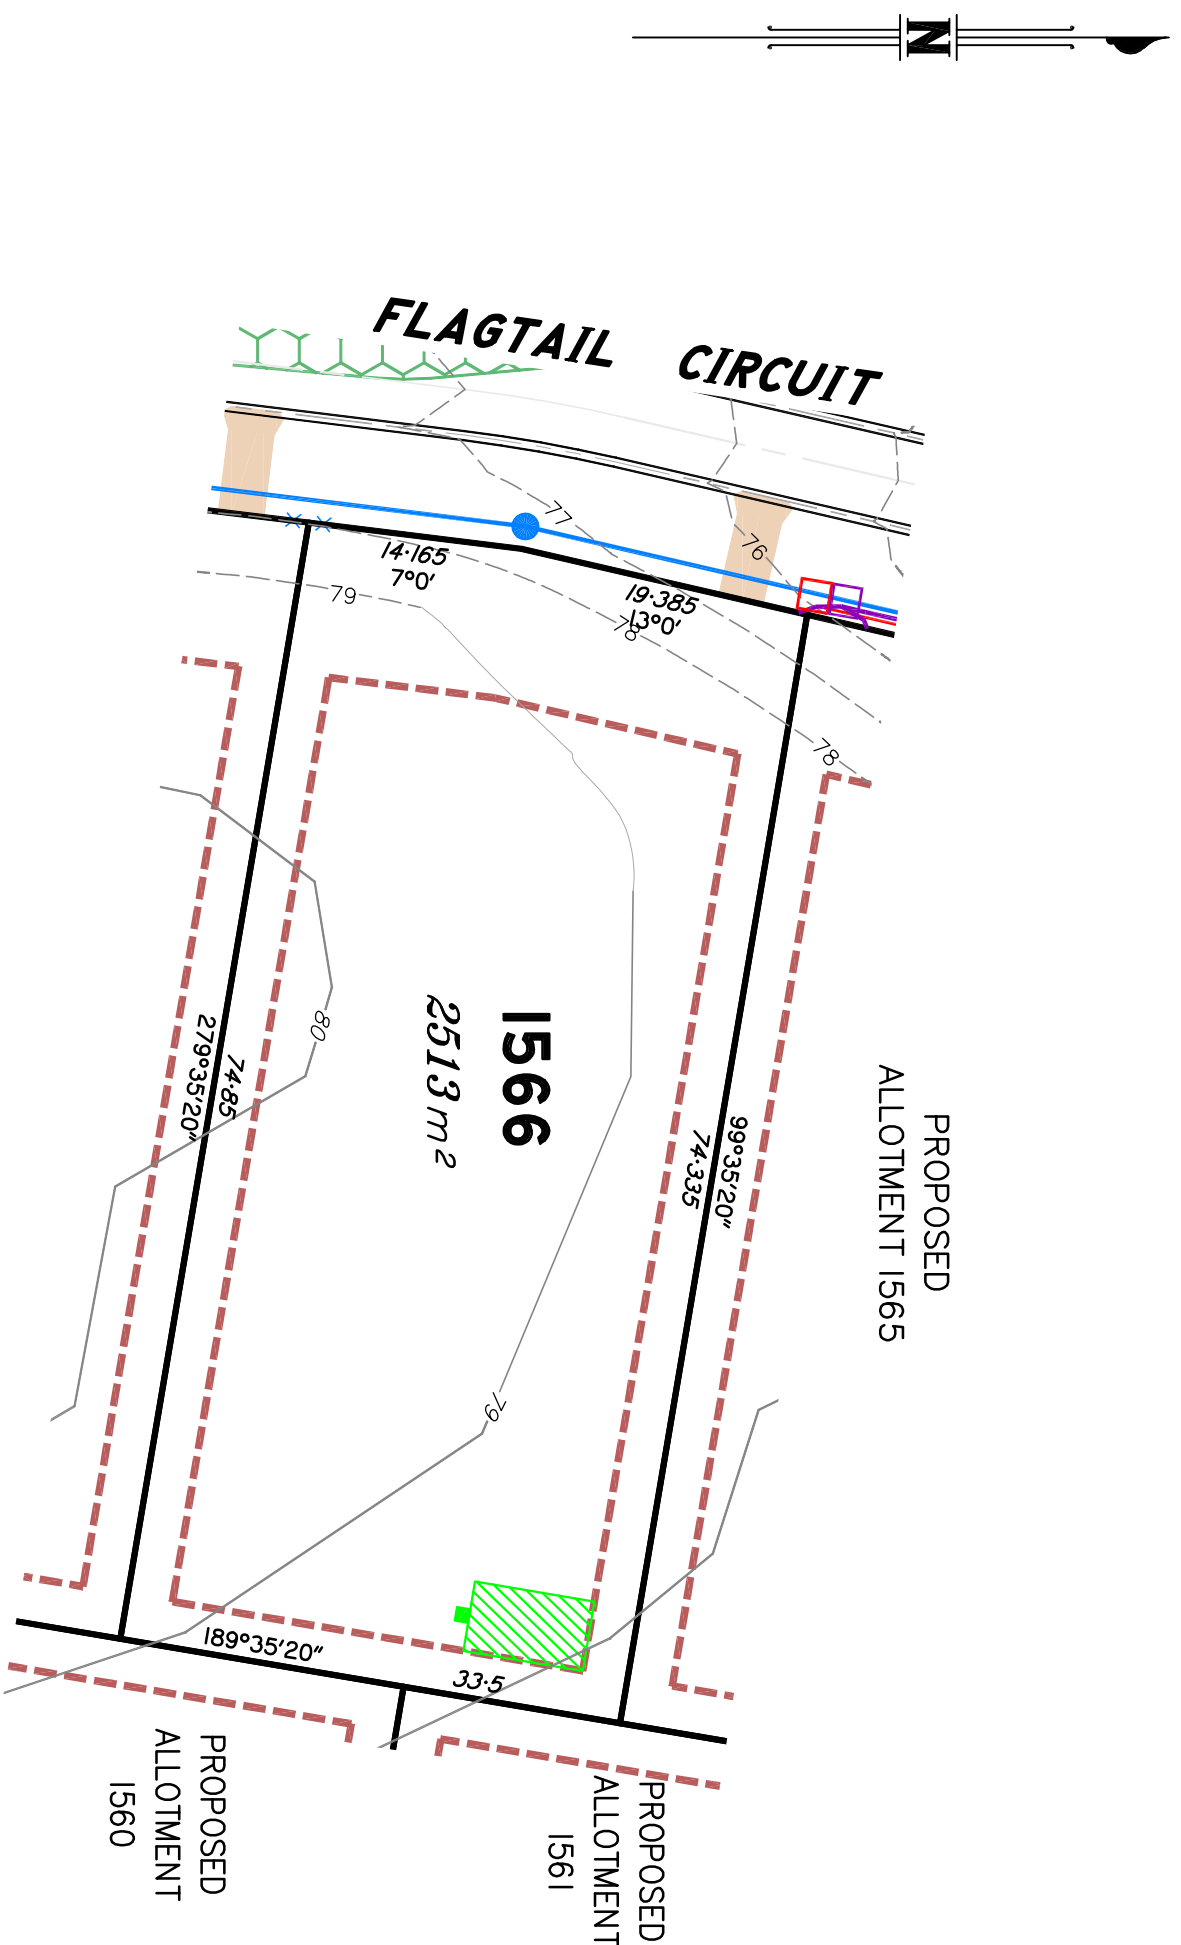 N
FLAGTAIL CIRCUIT
77
76
14·165
7°0'
79
19·385
13°0'
78
78
80
1566
2513 m²
74·85
279°35'20"
99°35'20"
74·335
PROPOSED
ALLOTMENT 1565
79
189°35'20"
33·5
PROPOSED
ALLOTMENT
1560
PROPOSED
ALLOTMENT
1561